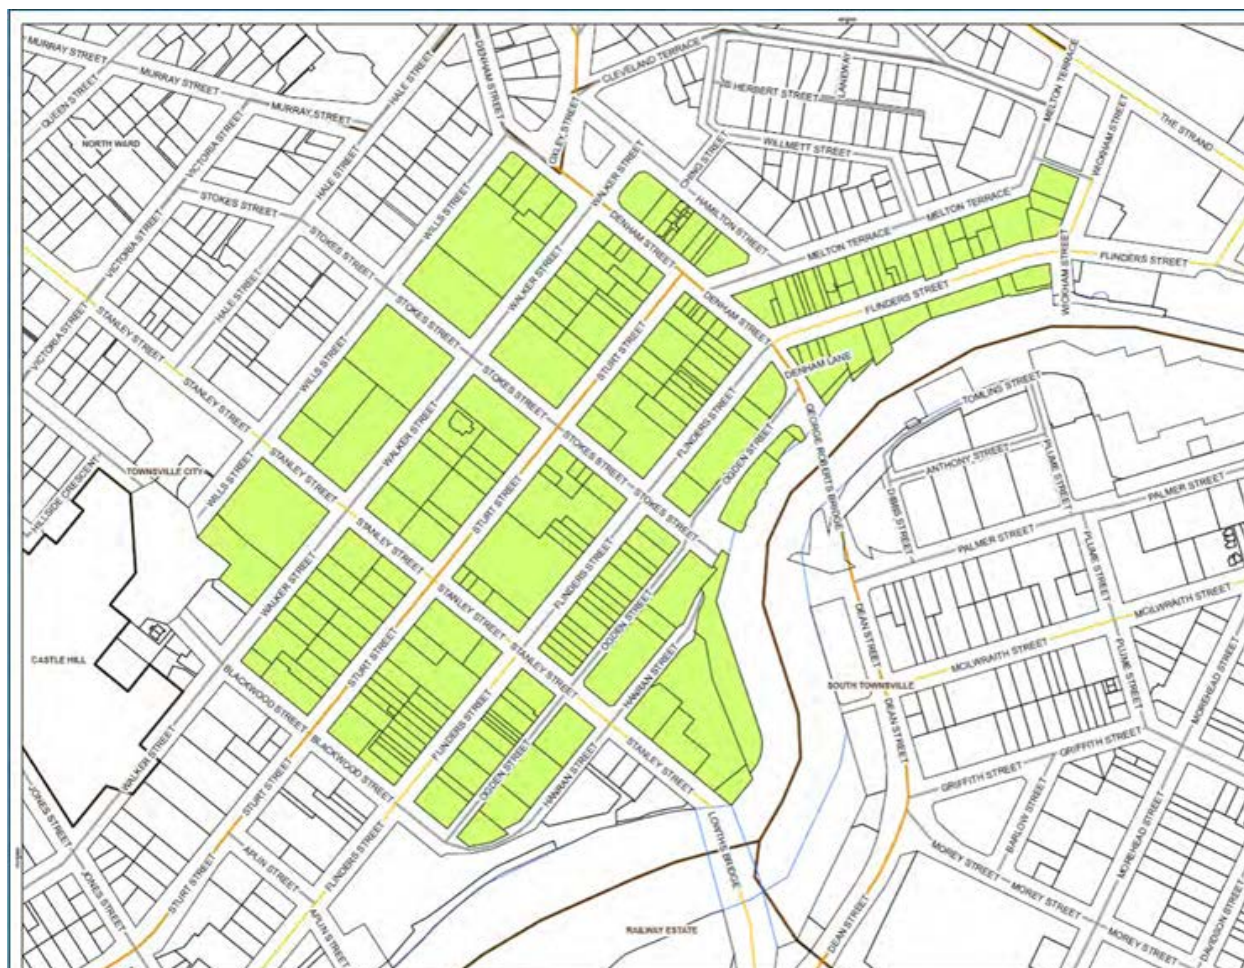 MURRAY STREET
MURRAY STREET
MURRAY STREET
QUEEN STREET
NORTH WARD
VICTORIA STREET
VICTORIA STREET
VICTORIA STREET
HALE STREET
HALE STREET
HALE STREET
HALE STREET
DENHAM STREET
OXLEY STREET
CLEVELAND TERRACE
HERBERT STREET
LANEWAY
WILLMETT STREET
MELTON TERRACE
WICKHAM STREET
THE STRAND
STOKES STREET
STOKES STREET
WILLS STREET
WALKER STREET
CHING STREET
HAMILTON STREET
DENHAM STREET
MELTON TERRACE
MELTON TERRACE
FLINDERS STREET
WICKHAM STREET
FLINDERS STREET
STANLEY STREET
STANLEY STREET
WILLS STREET
STOKES STREET
WALKER STREET
STURT STREET
DENHAM STREET
DENHAM LANE
STOKES STREET
STOKES STREET
STOKES STREET
FLINDERS STREET
OGDEN STREET
GEORGE ROBERTS BRIDGE
TOMLINS STREET
ANTHONY STREET
PLUME STREET
PALMER STREET
DIBBS STREET
PALMER STREET
HILLSIDE CRESCENT
TOWNSVILLE CITY
WILLS STREET
STANLEY STREET
WALKER STREET
STURT STREET
STANLEY STREET
STANLEY STREET
FLINDERS STREET
OGDEN STREET
HANRAN STREET
STANLEY STREET
STANLEY STREET
WALKER STREET
CASTLE HILL
BLACKWOOD STREET
STURT STREET
BLACKWOOD STREET
FLINDERS STREET
OGDEN STREET
HANRAN STREET
DEAN STREET
PLUME STREET
MCILWRAITH STREET
MCILWRAITH STREET
SOUTH TOWNSVILLE
DEAN STREET
PLUME STREET
MOREHEAD STREET
GRIFFITH STREET
GRIFFITH STREET
WALKER STREET
JONES STREET
JONES STREET
STURT STREET
STURT STREET
APLIN STREET
FLINDERS STREET
APLIN STREET
LOWTHS BRIDGE
RAILWAY ESTATE
DEAN STREET
BARLOW STREET
MOREHEAD STREET
MOREY STREET
MOREY STREET
MOREY STREET
DAVIDSON STREET